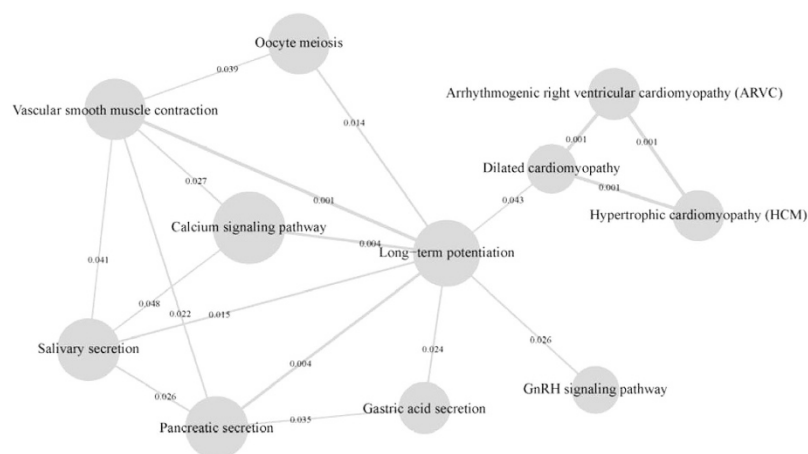 Oocyte meiosis
0.039
Vascular smooth muscle contraction
Arrhythmogenic right ventricular cardiomyopathy (ARVC)
0.014
0.001
0.001
Dilated cardiomyopathy
0.027
0.001
0.001
0.043
Hypertrophic cardiomyopathy (HCM)
Calcium signaling pathway
0.004
Long−term potentiation
0.041
0.048
0.022
0.015
Salivary secretion
0.024
0.026
0.004
GnRH signaling pathway
0.026
Gastric acid secretion
0.035
Pancreatic secretion